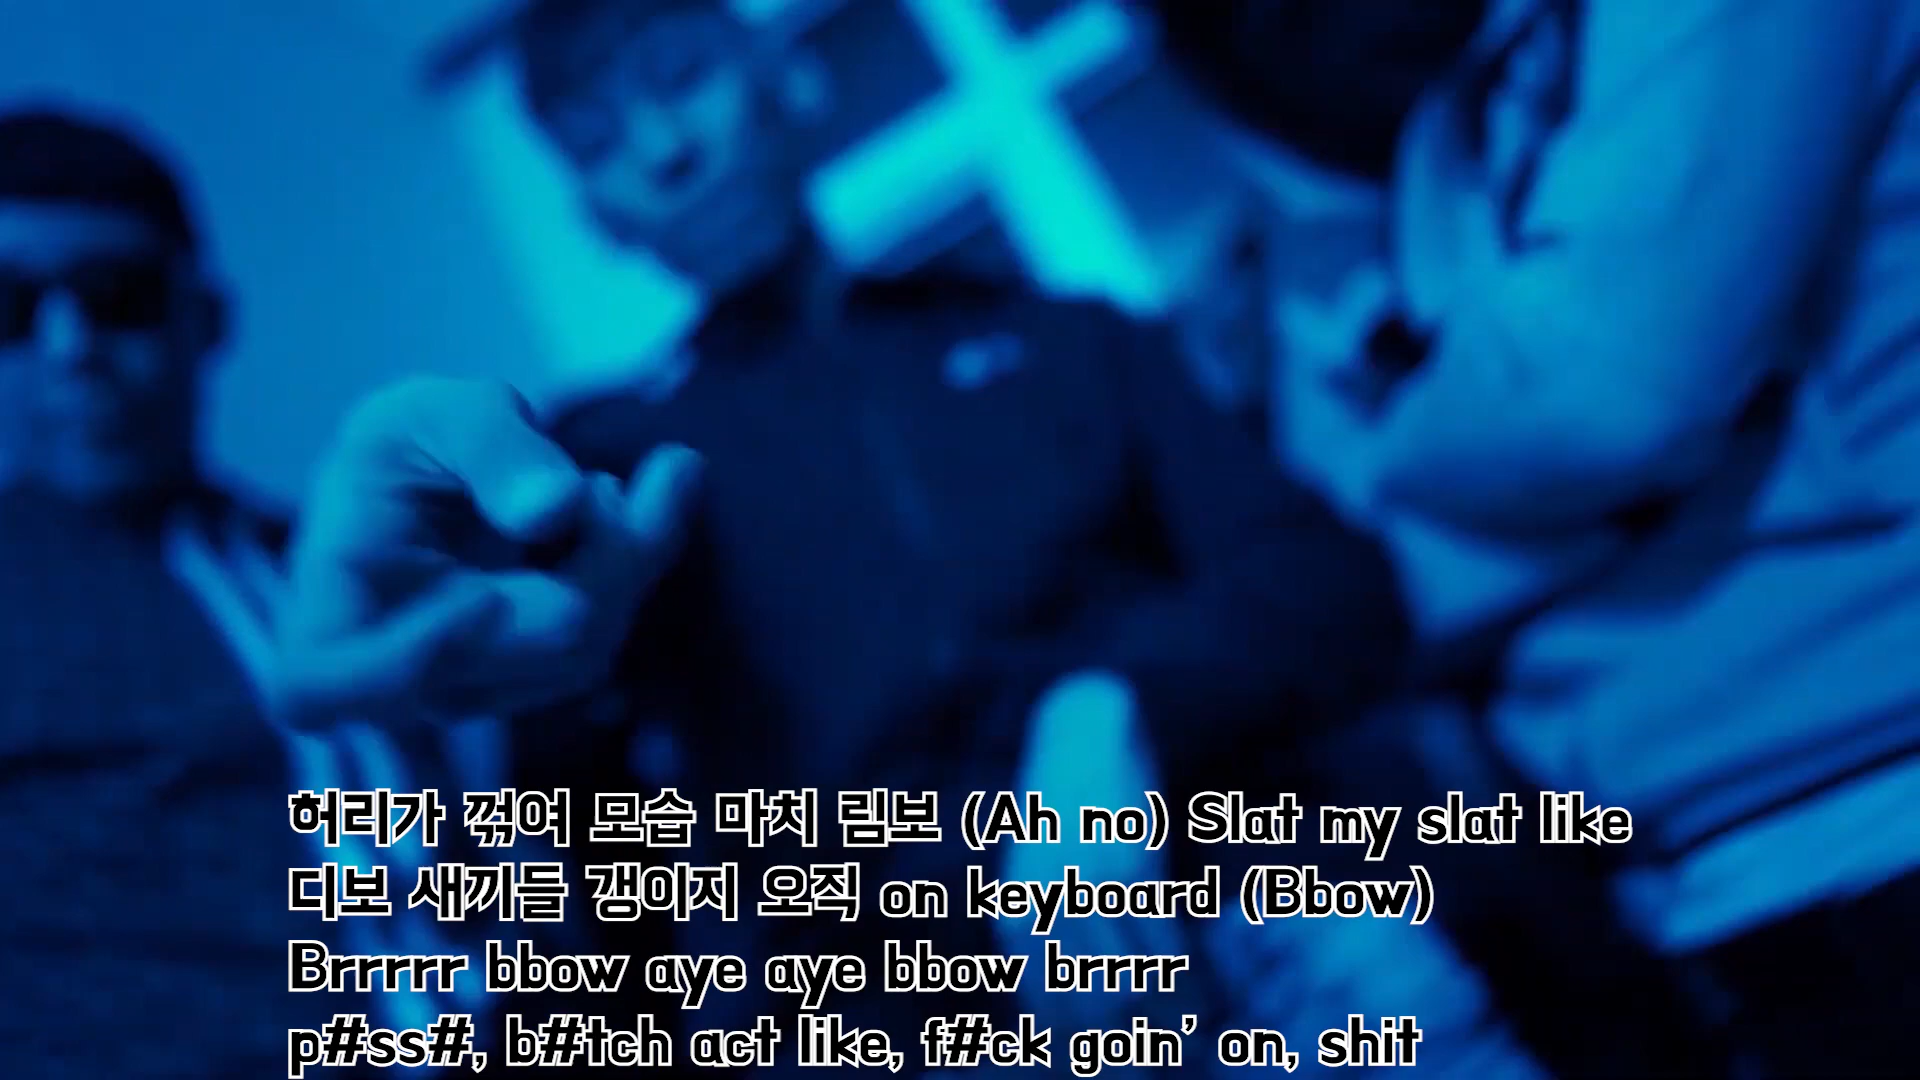 허리가 꺾여 모습 마치 림보 (Ah no) Slat my slat like
디보 새끼들 갱이지 오직 on keyboard (Bbow)
Brrrrr bbow aye aye bbow brrrr
p#ss#, b#tch act like, f#ck goin’ on, shit